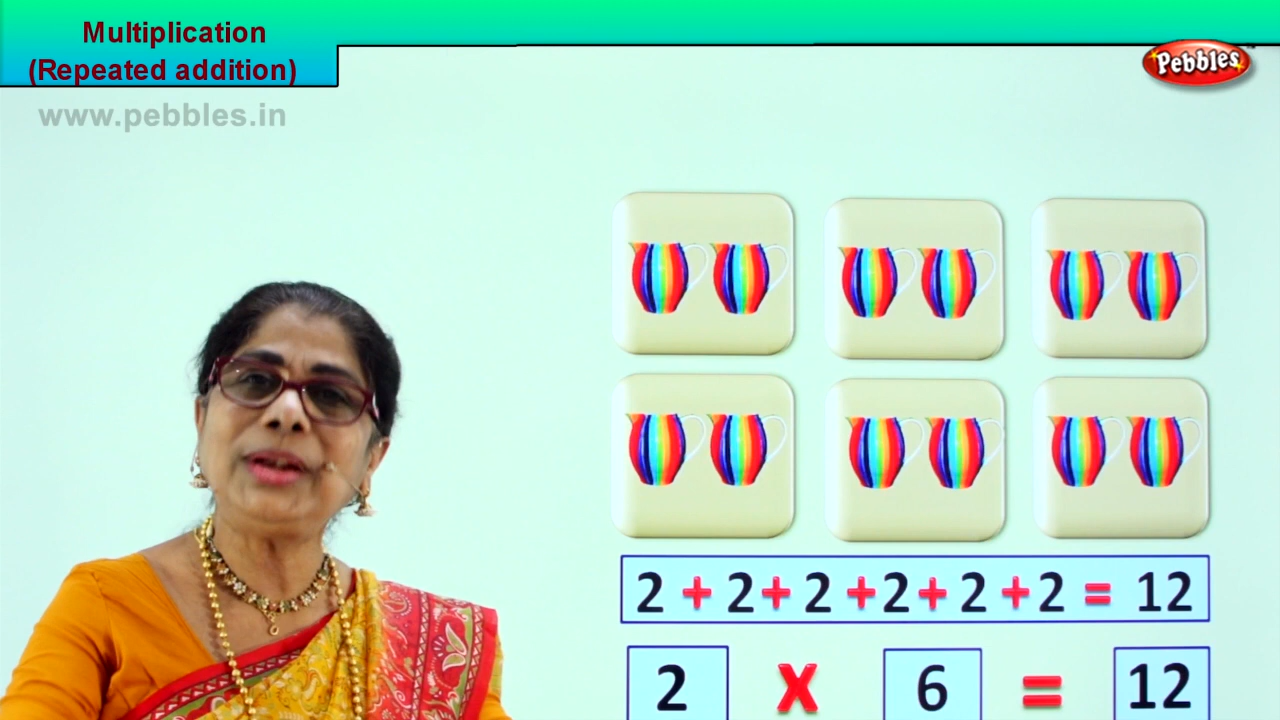 Multiplication
(Repeated addition)
Pebbles
www.pebbles.in
2 + 2 + 2 + 2 + 2 + 2 = 12
2 x 6 = 12